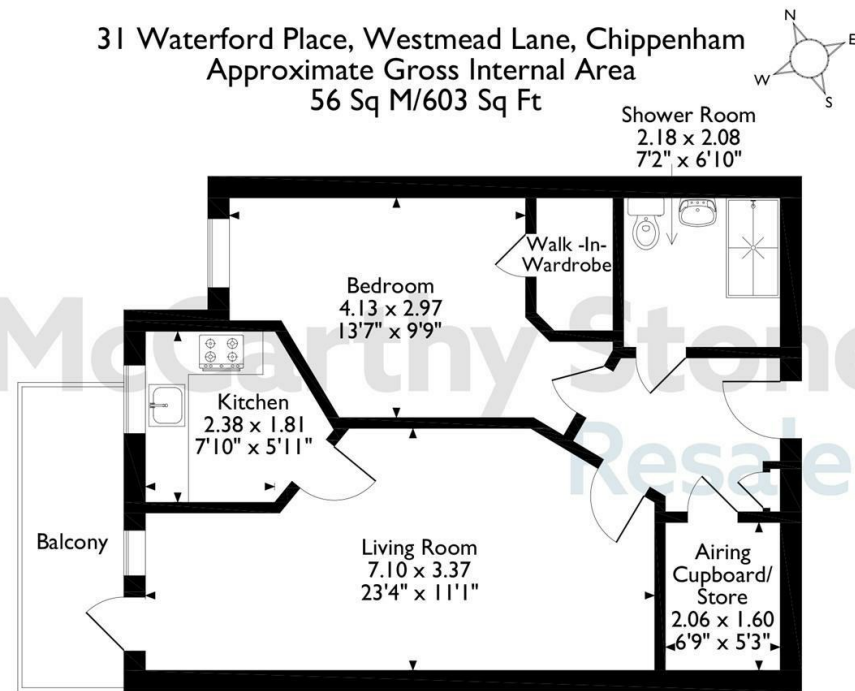 31 Waterford Place, Westmead Lane, Chippenham
Approximate Gross Internal Area
56 Sq M/603 Sq Ft
N
E
W
S
Shower Room
2.18 x 2.08
7'2" x 6'10"
Walk -In-
Wardrobe
Bedroom
4.13 x 2.97
13'7" x 9'9"
McCarthy Stone
Resale
Kitchen
2.38 x 1.81
7'10" x 5'11"
Balcony
Living Room
7.10 x 3.37
23'4" x 11'1"
Airing
Cupboard/
Store
2.06 x 1.60
6'9" x 5'3"